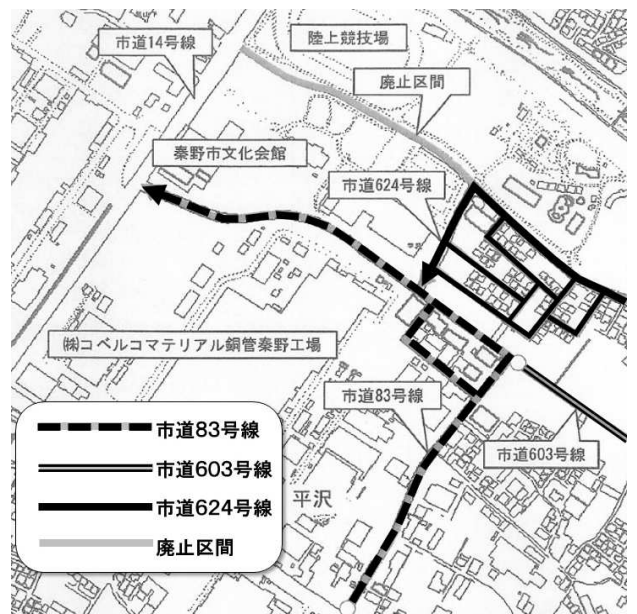 市道14号線
陸上競技場
廃止区間
秦野市文化会館
市道624号線
㈱コベルコマテリアル銅管秦野工場
市道83号線
市道603号線
平沢
市道83号線
市道603号線
市道624号線
廃止区間